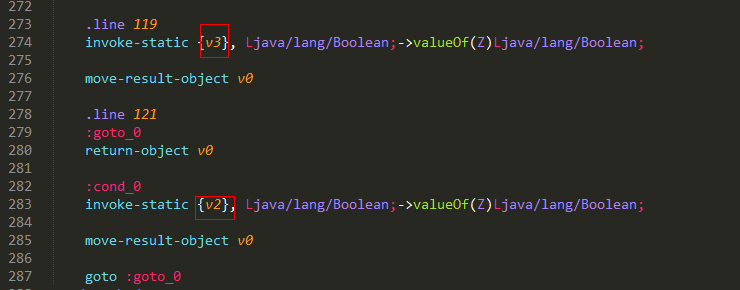 272
273 .line 119
274 invoke-static {v3}, Ljava/lang/Boolean;->valueOf(Z)Ljava/lang/Boolean;
275
276 move-result-object v0
277
278 .line 121
279 :goto_0
280 return-object v0
281
282 :cond_0
283 invoke-static {v2}, Ljava/lang/Boolean;->valueOf(Z)Ljava/lang/Boolean;
284
285 move-result-object v0
286
287 goto :goto_0